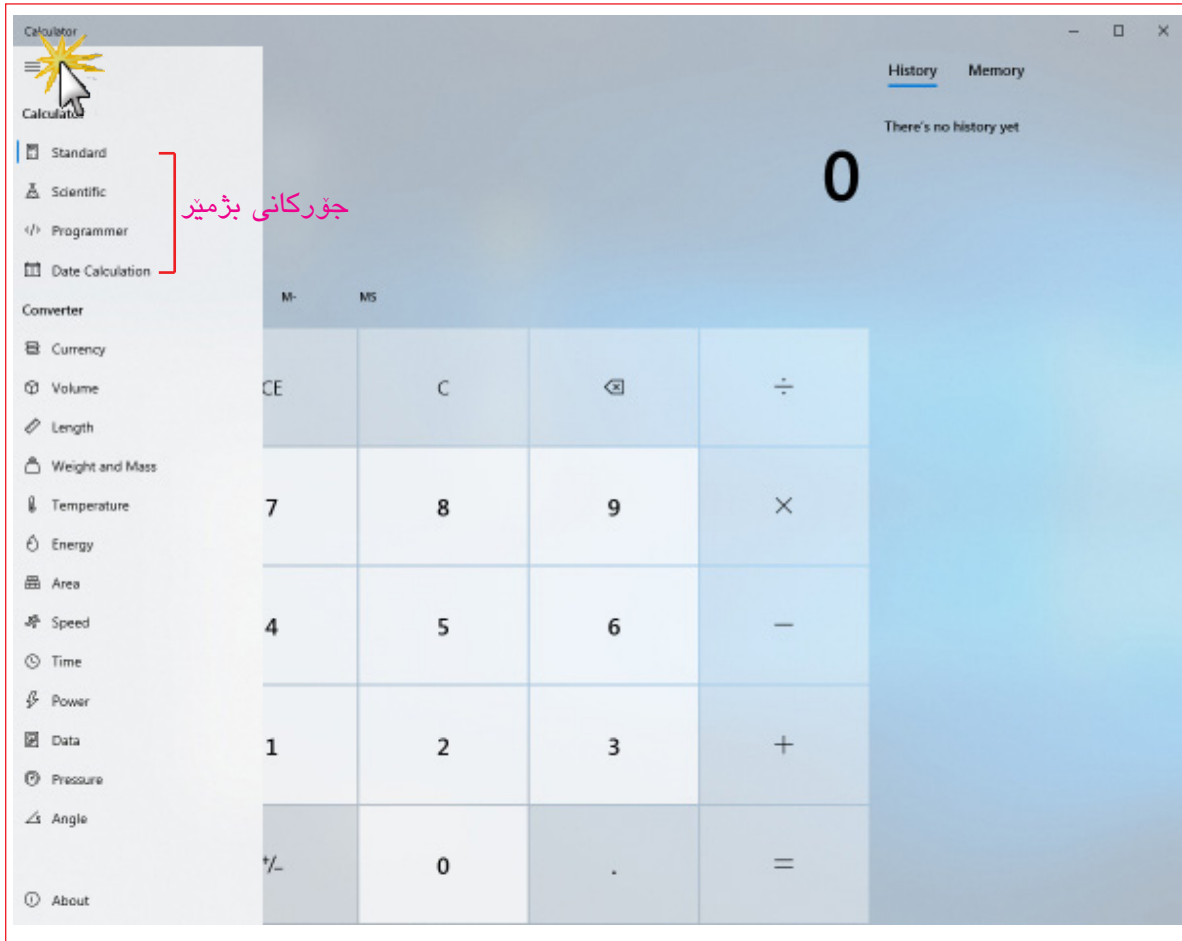 Calculator
History Memory
Calculator
There's no history yet
Standard
0
Scientific
جۆرکانی بژمێر
Programmer
Date Calculation
M- MS
Converter
Currency
Volume
CE C ÷
Length
Weight and Mass
Temperature
7 8 9 ×
Energy
Area
Speed
4 5 6 −
Time
Power
Data
1 2 3 +
Pressure
Angle
+/− 0 . =
About